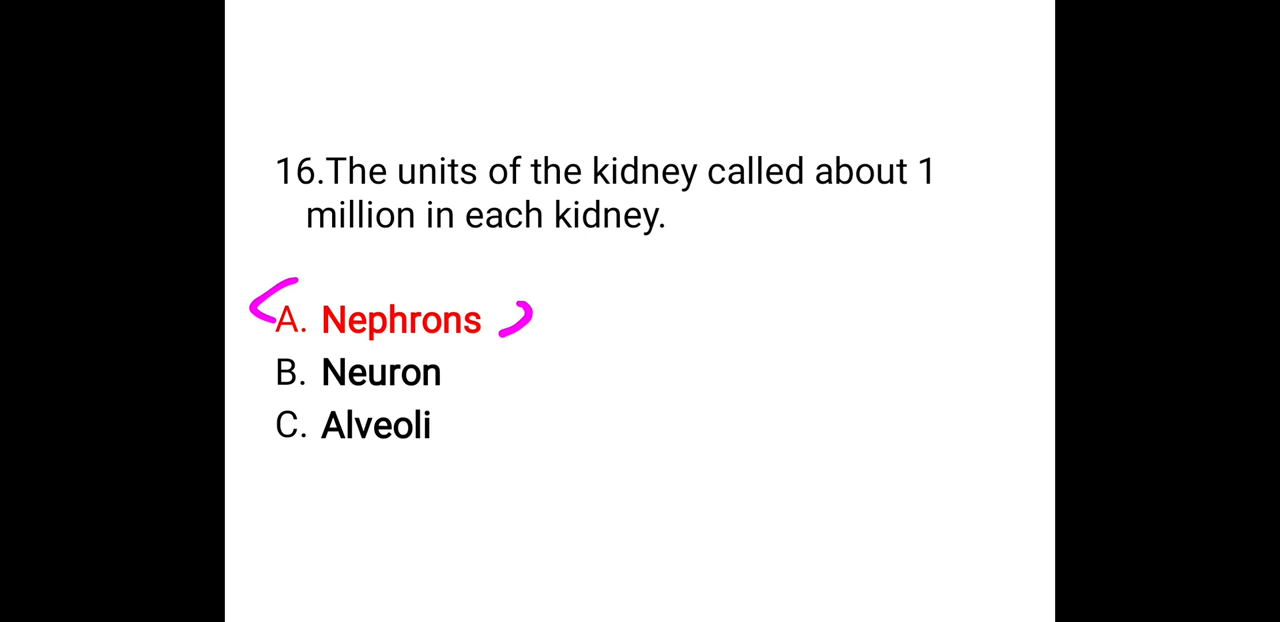 16.The units of the kidney called about 1
million in each kidney.
A. Nephrons
B. Neuron
C. Alveoli